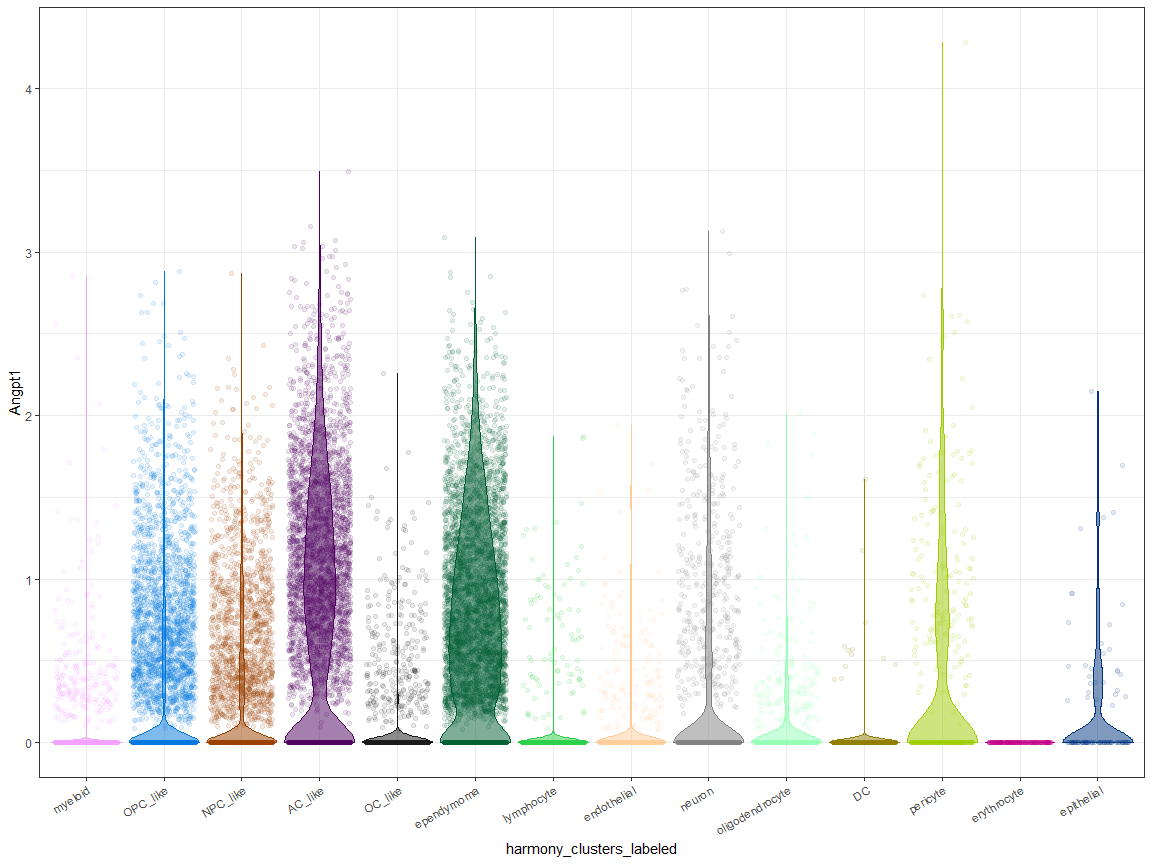 4
3
2
1
0
Angpt1
myeloid
OPC_like
NPC_like
AC_like
OC_like
ependymome
lymphocyte
endothelial
neuron
oligodendrocyte
DC
pericyte
erythrocyte
epithelial
harmony_clusters_labeled